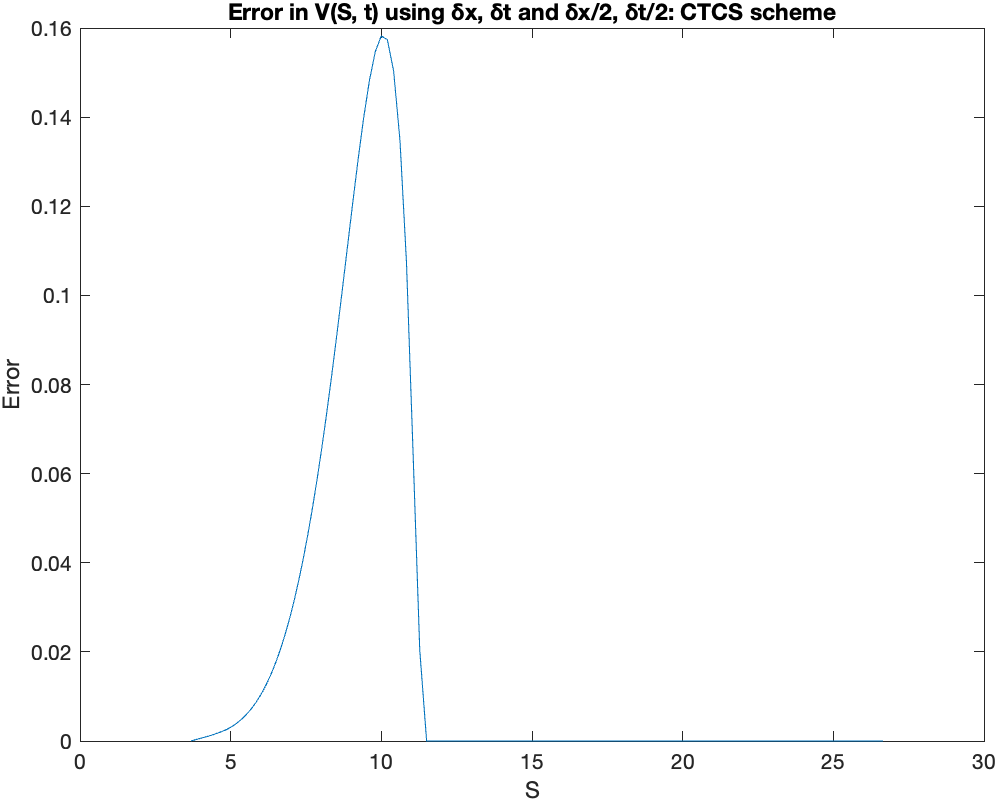 Error in V(S, t) using δx, δt and δx/2, δt/2: CTCS scheme
0.16
0.14
0.12
0.1
0.08
0.06
0.04
0.02
0
Error
0 5 10 15 20 25 30
S